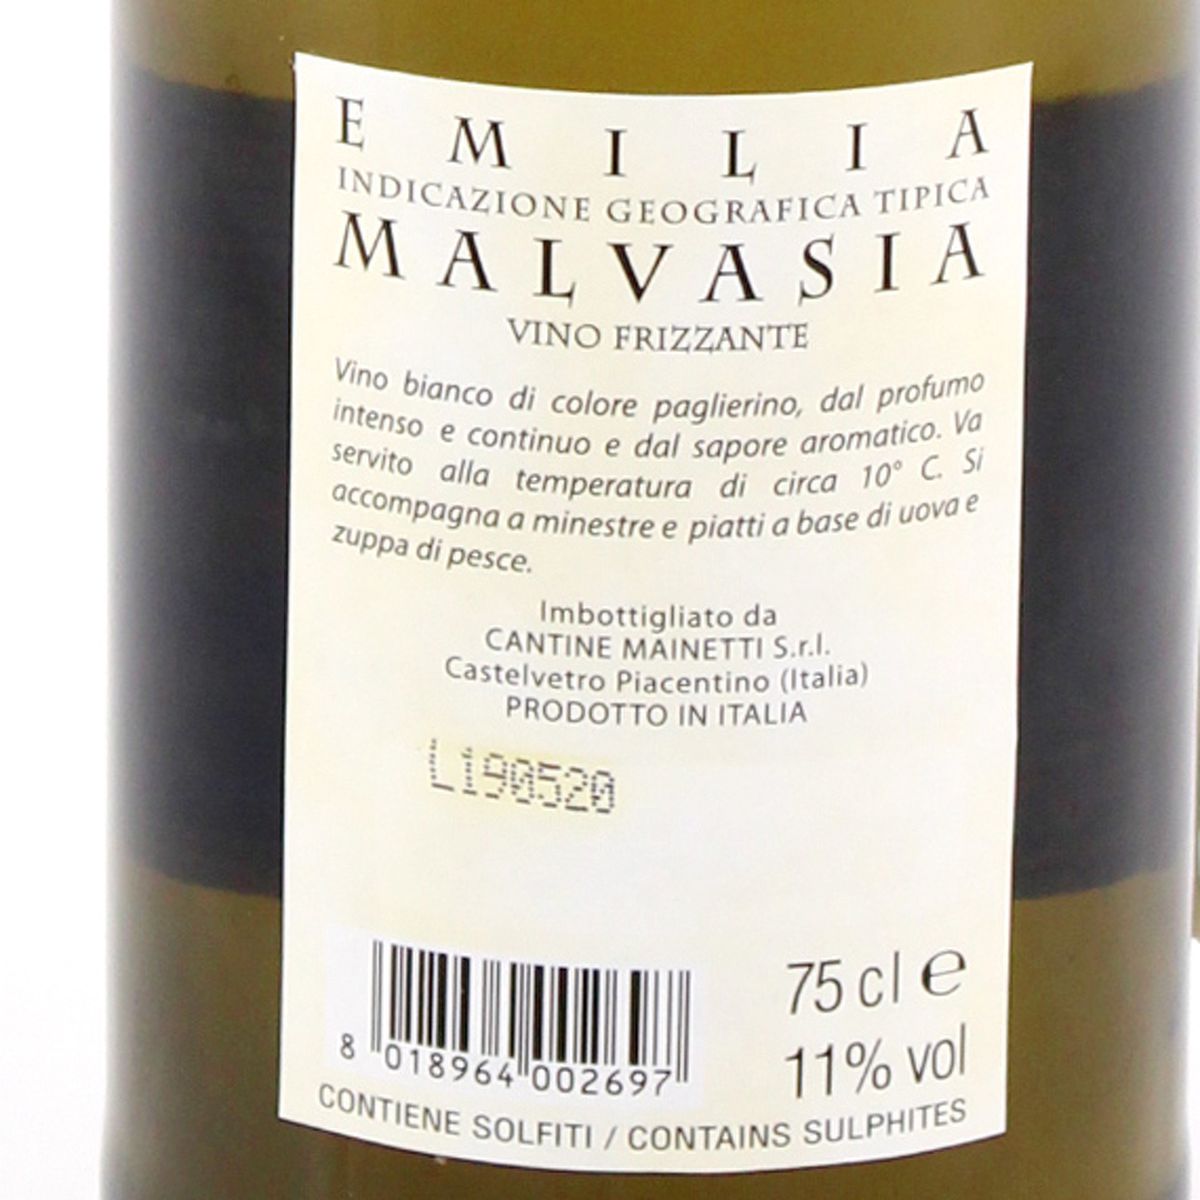 EMILIA
INDICAZIONE GEOGRAFICA TIPICA
MALVASIA
VINO FRIZZANTE
Vino bianco di colore paglierino, dal profumo
intenso e continuo e dal sapore aromatico. Va
servito alla temperatura di circa 10° C. Si
accompagna a minestre e piatti a base di uova e
zuppa di pesce.
Imbottigliato da
CANTINE MAINETTI S.r.l.
Castelvetro Piacentino (Italia)
PRODOTTO IN ITALIA
L190520
75 cl e
11% vol
8 018964 002697
CONTIENE SOLFITI / CONTAINS SULPHITES